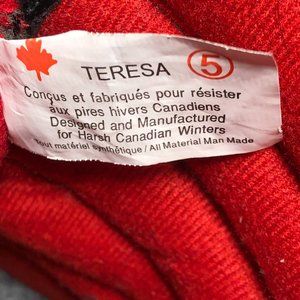 TERESA 5
Conçus et fabriqués pour résister
aux pires hivers Canadiens
Designed and Manufactured
for Harsh Canadian Winters
Tout matériel synthétique / All Material Man Made